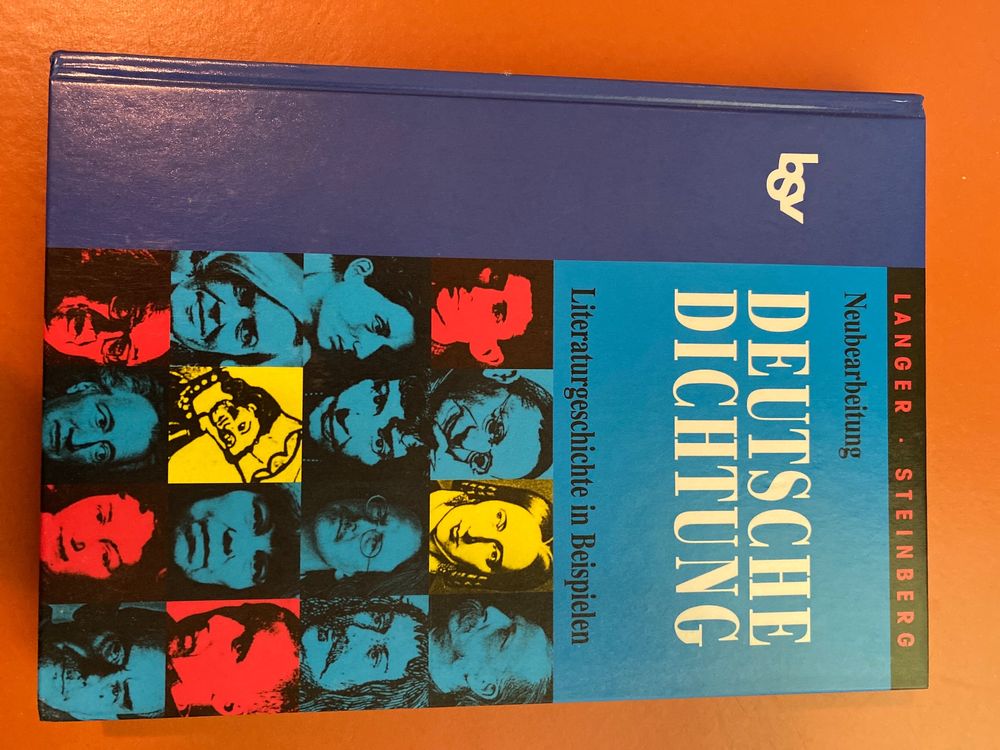 LANGER · STEINBERG
Neubearbeitung
DEUTSCHE
DICHTUNG
Literaturgeschichte in Beispielen
bsv